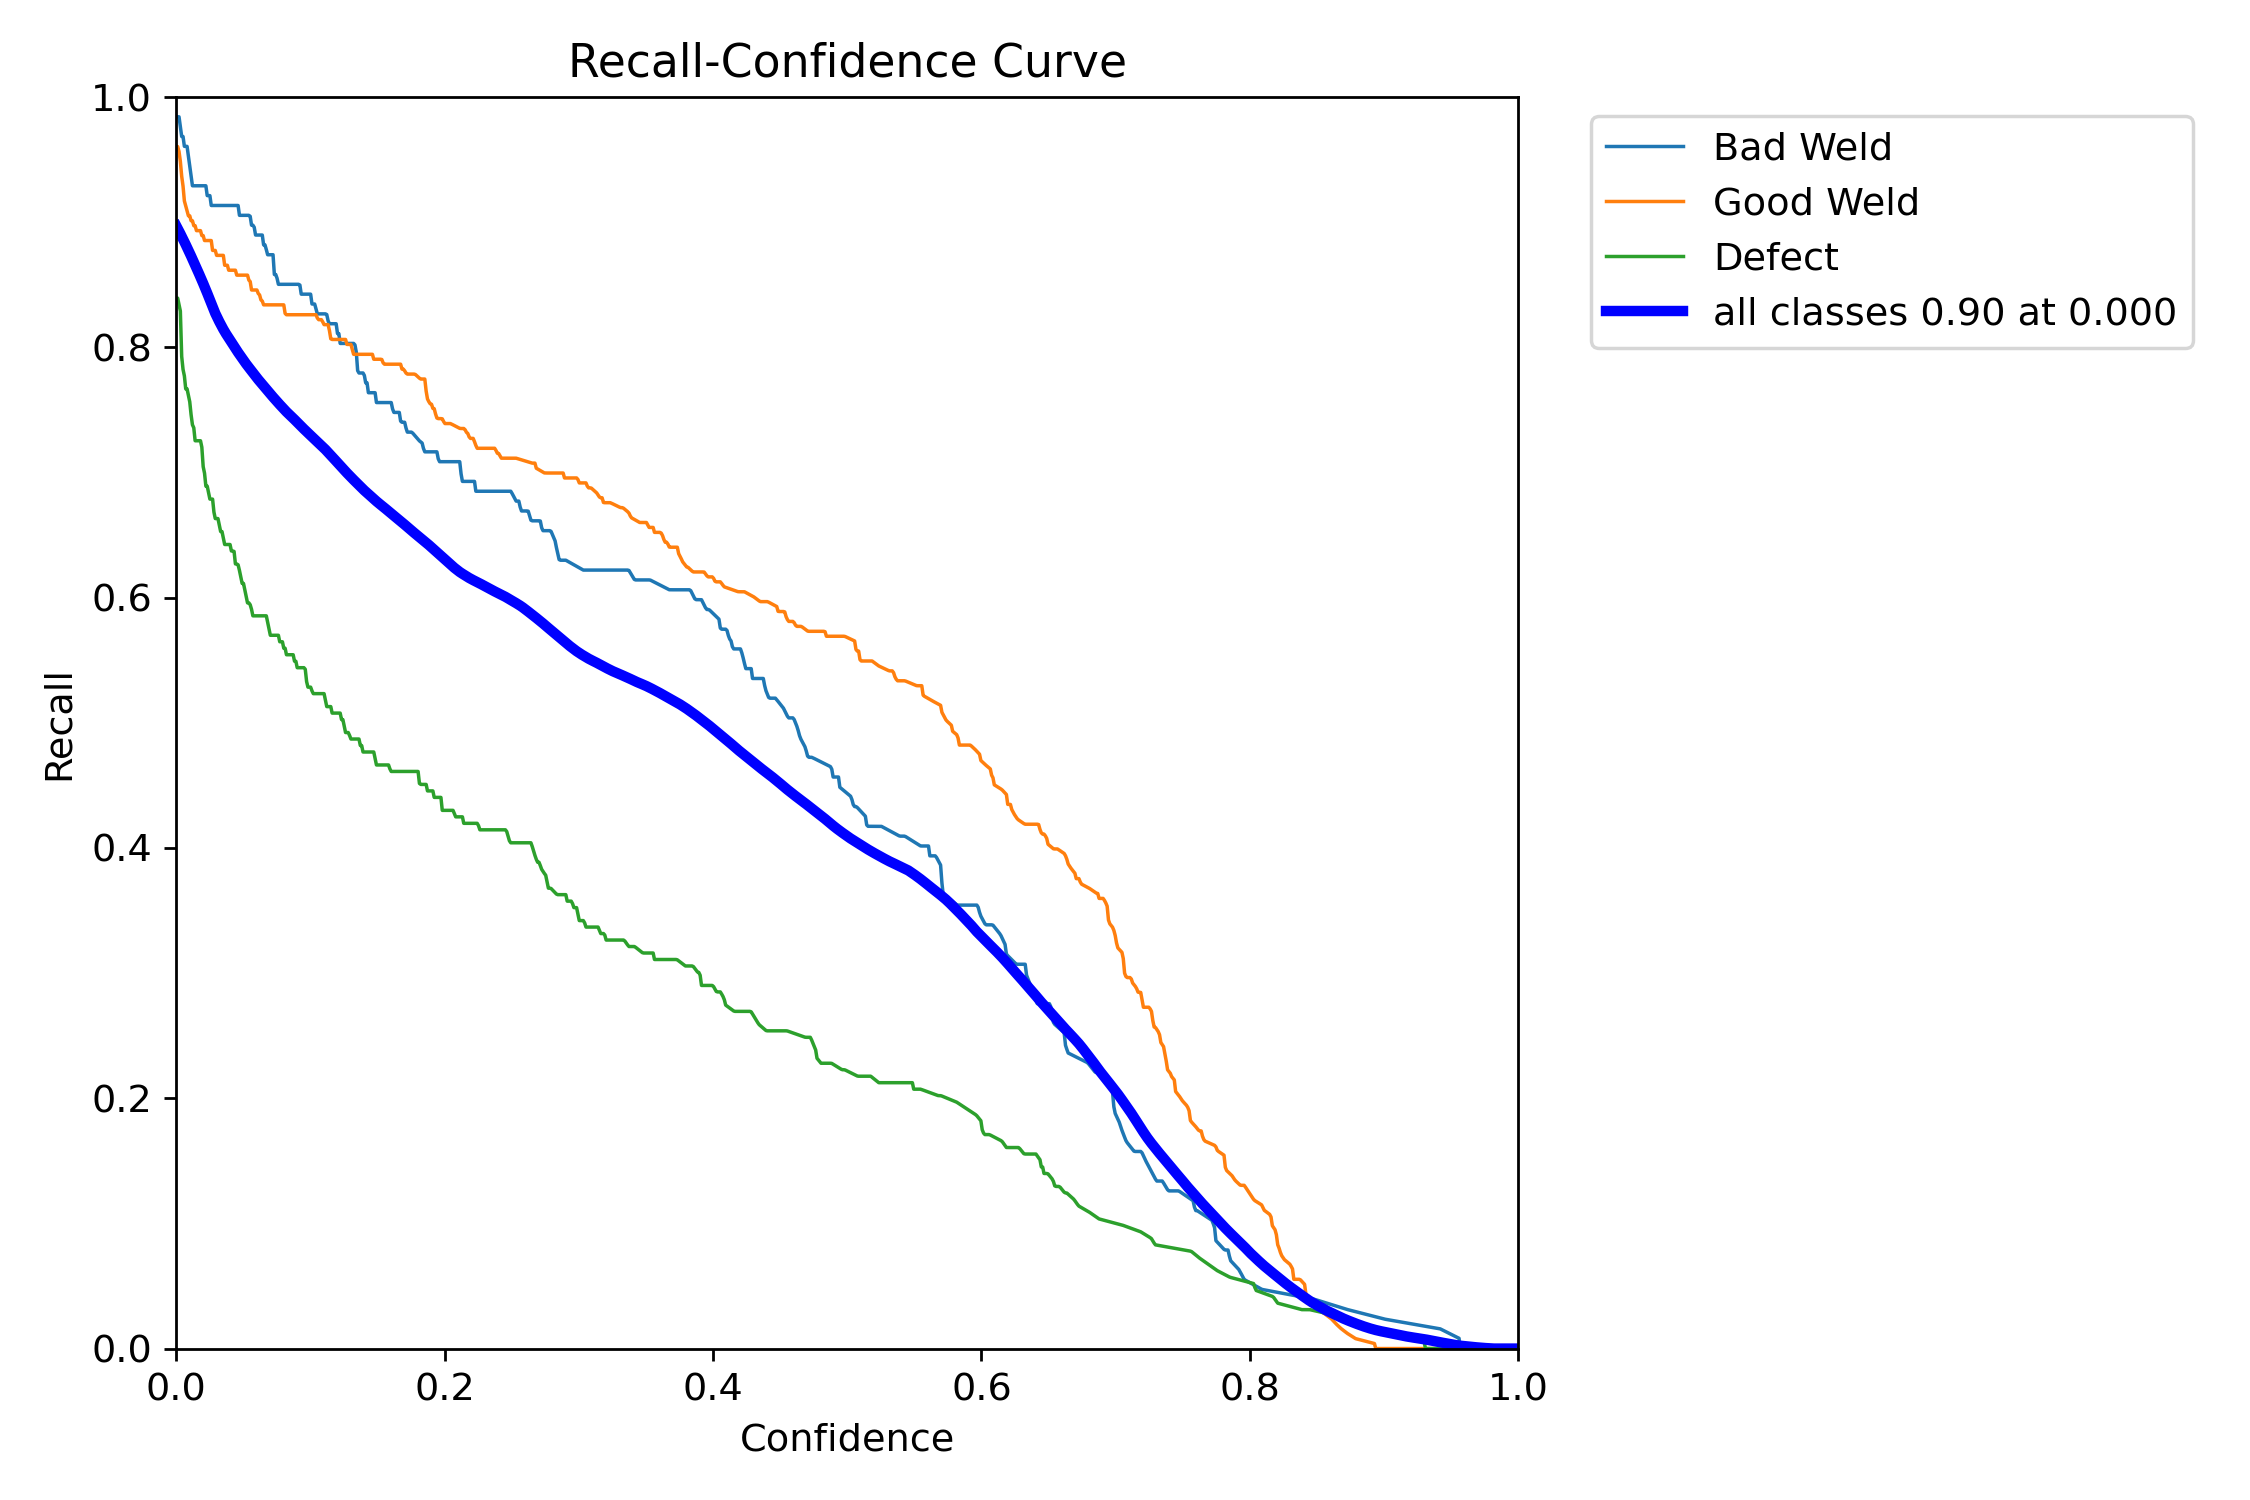 Recall-Confidence Curve
1.0
0.8
0.6
0.4
0.2
0.0
Recall
0.0 0.2 0.4 0.6 0.8 1.0
Confidence
Bad Weld
Good Weld
Defect
all classes 0.90 at 0.000